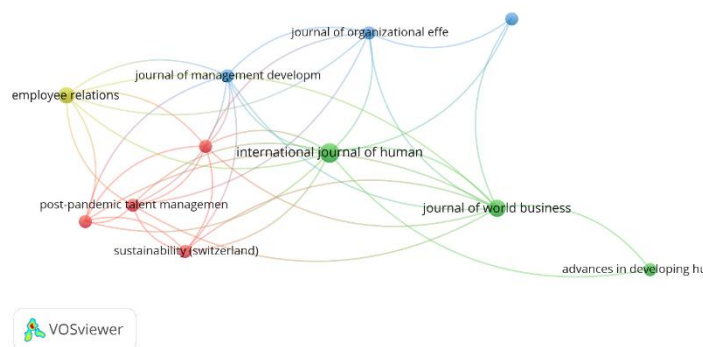 journal of organizational effe
journal of management developm
employee relations
international journal of human
post-pandemic talent managemen
journal of world business
sustainability (switzerland)
advances in developing hu
VOSviewer